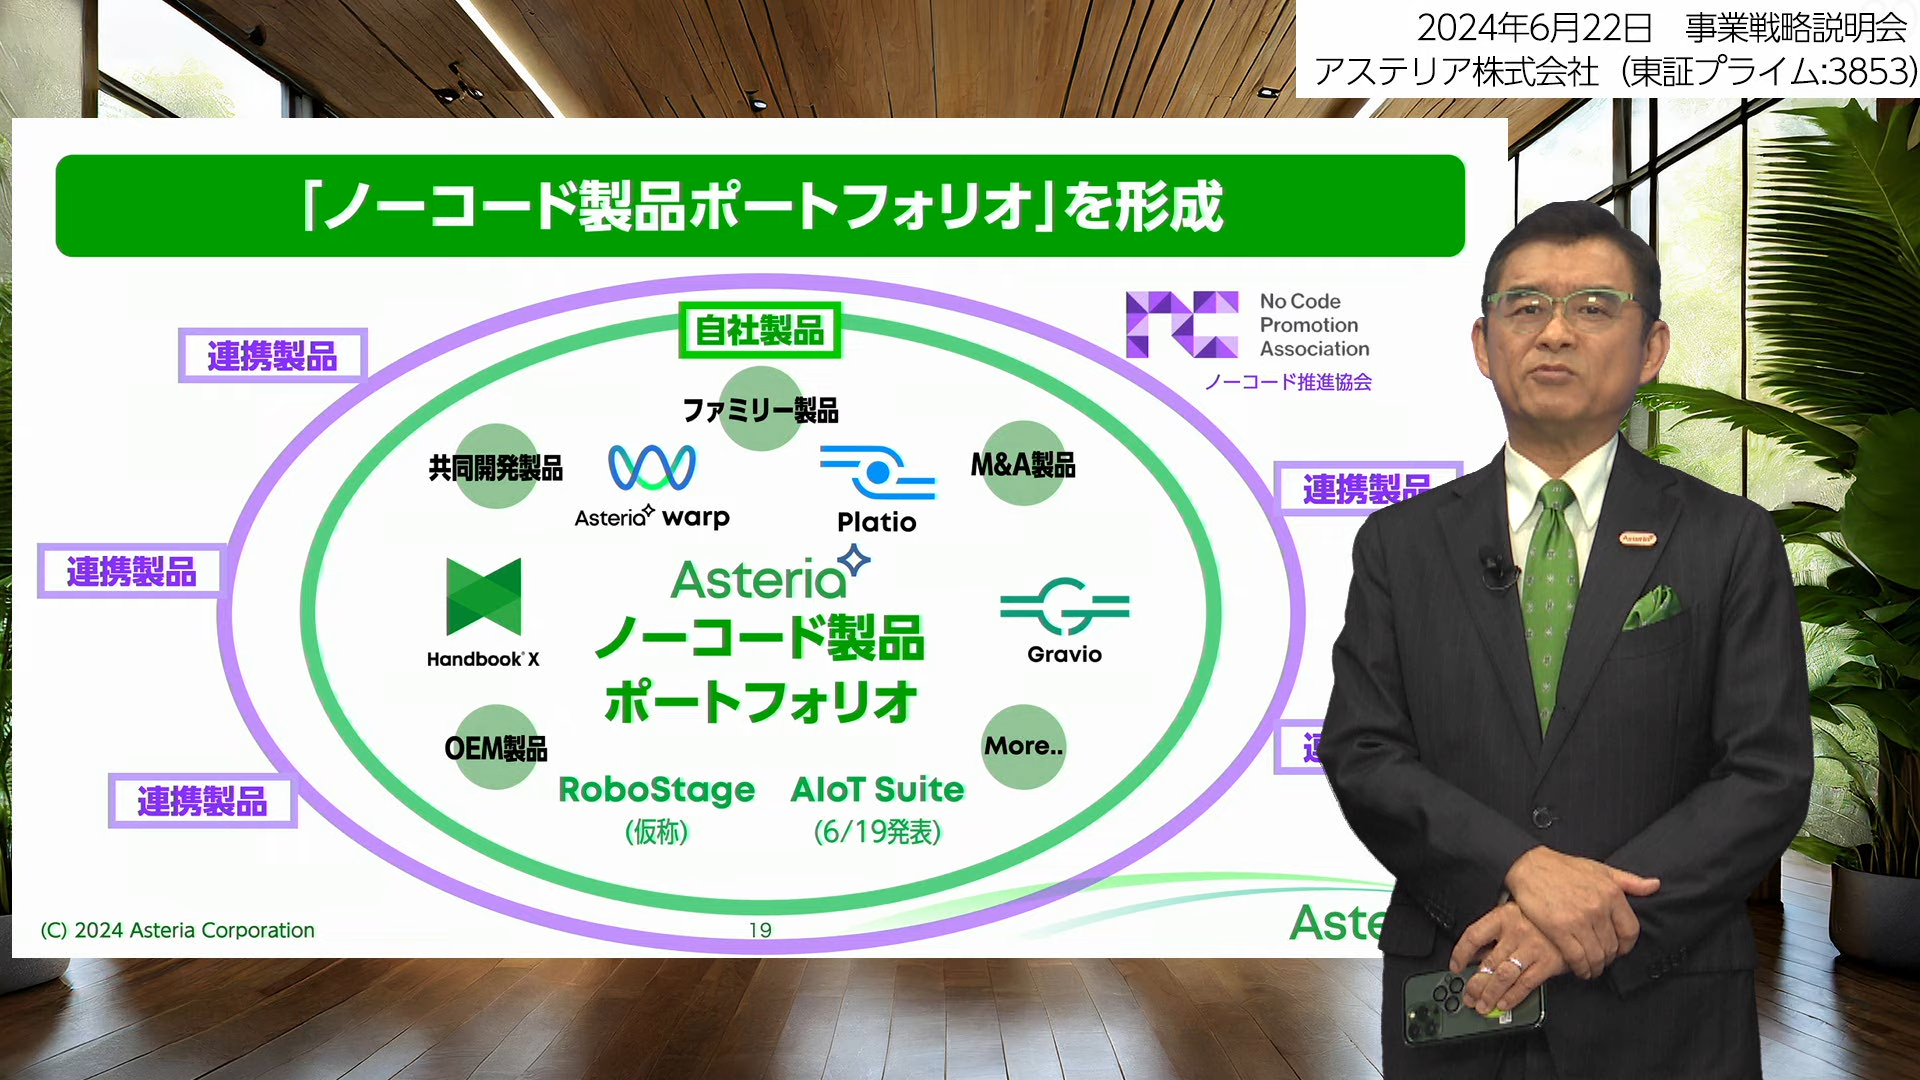 2024年6月22日　事業戦略説明会
アステリア株式会社（東証プライム:3853)
「ノーコード製品ポートフォリオ」を形成
自社製品
連携製品
No Code
Promotion
Association
ノーコード推進協会
ファミリー製品
共同開発製品
M&A製品
Asteria warp
Platio
連携製品
連携製品
Asteria
ノーコード製品
ポートフォリオ
Handbook X
Gravio
OEM製品
More..
連携製品
RoboStage
(仮称)
AIoT Suite
(6/19発表)
(C) 2024 Asteria Corporation
19
Aste
Asteria